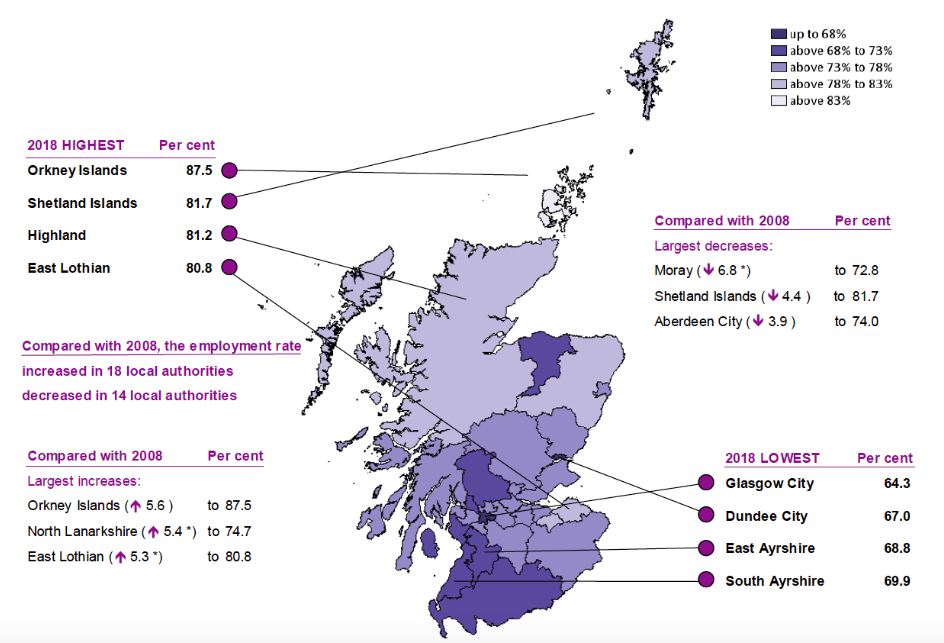 up to 68%
above 68% to 73%
above 73% to 78%
above 78% to 83%
above 83%
2018 HIGHEST Per cent
Orkney Islands 87.5
Shetland Islands 81.7
Highland 81.2
East Lothian 80.8
Compared with 2008 Per cent
Largest decreases:
Moray (↓ 6.8 *) to 72.8
Shetland Islands (↓ 4.4 ) to 81.7
Aberdeen City (↓ 3.9 ) to 74.0
Compared with 2008, the employment rate
increased in 18 local authorities
decreased in 14 local authorities
Compared with 2008 Per cent
Largest increases:
Orkney Islands (↑ 5.6 ) to 87.5
North Lanarkshire (↑ 5.4 *) to 74.7
East Lothian (↑ 5.3 *) to 80.8
2018 LOWEST Per cent
Glasgow City 64.3
Dundee City 67.0
East Ayrshire 68.8
South Ayrshire 69.9